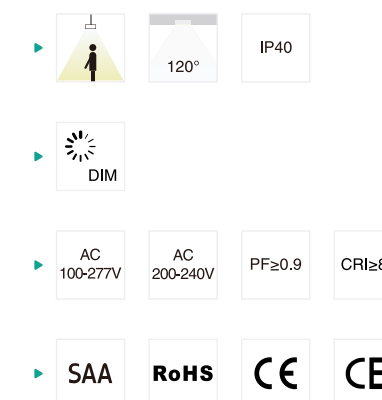 120°
IP40
DIM
AC
100-277V
AC
200-240V
PF≥0.9
SAA
RoHS
CE